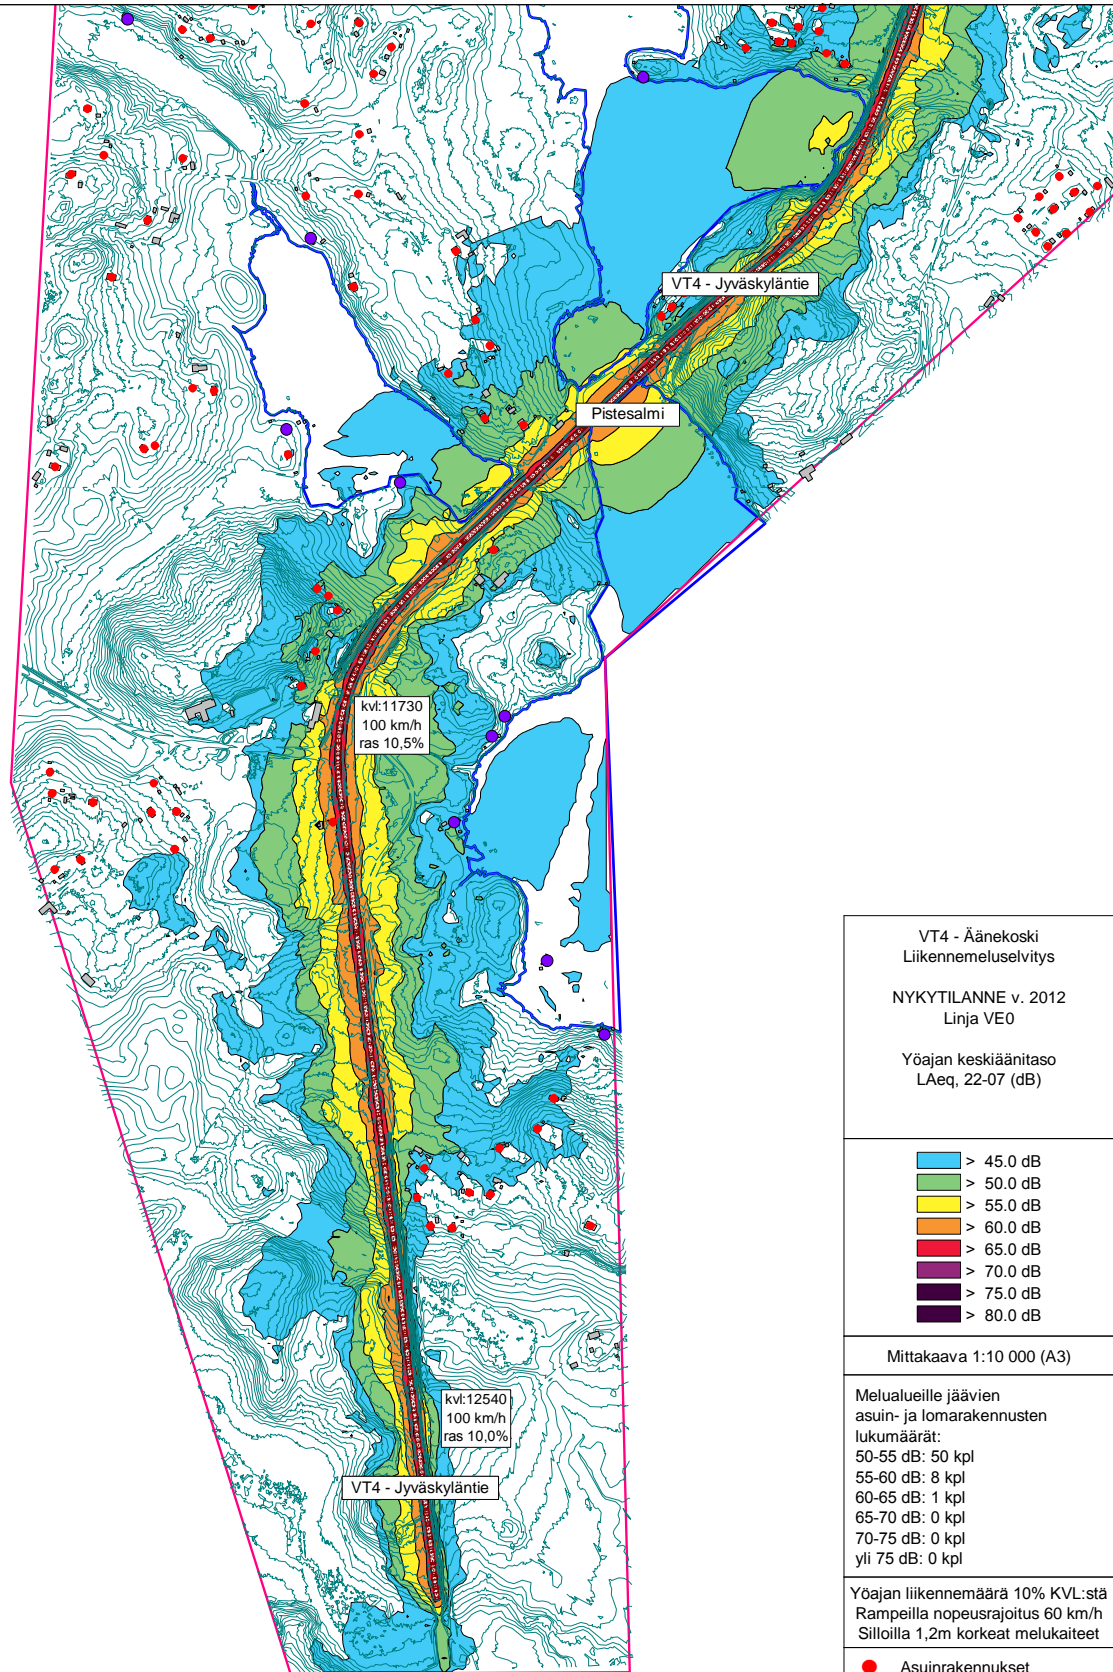 VT4 - Jyväskyläntie
Pistesalmi
kvl:11730
100 km/h
ras 10,5%
kvl:12540
100 km/h
ras 10,0%
VT4 - Jyväskyläntie
VT4 - Äänekoski
Liikennemeluselvitys
NYKYTILANNE v. 2012
Linja VE0
Yöajan keskiäänitaso
LAeq, 22-07 (dB)
> 45.0 dB
> 50.0 dB
> 55.0 dB
> 60.0 dB
> 65.0 dB
> 70.0 dB
> 75.0 dB
> 80.0 dB
Mittakaava 1:10 000 (A3)
Melualueille jäävien
asuin- ja lomarakennusten
lukumäärät:
50-55 dB: 50 kpl
55-60 dB: 8 kpl
60-65 dB: 1 kpl
65-70 dB: 0 kpl
70-75 dB: 0 kpl
yli 75 dB: 0 kpl
Yöajan liikennemäärä 10% KVL:stä
Rampeilla nopeusrajoitus 60 km/h
Silloilla 1,2m korkeat melukaiteet
Asuinrakennukset